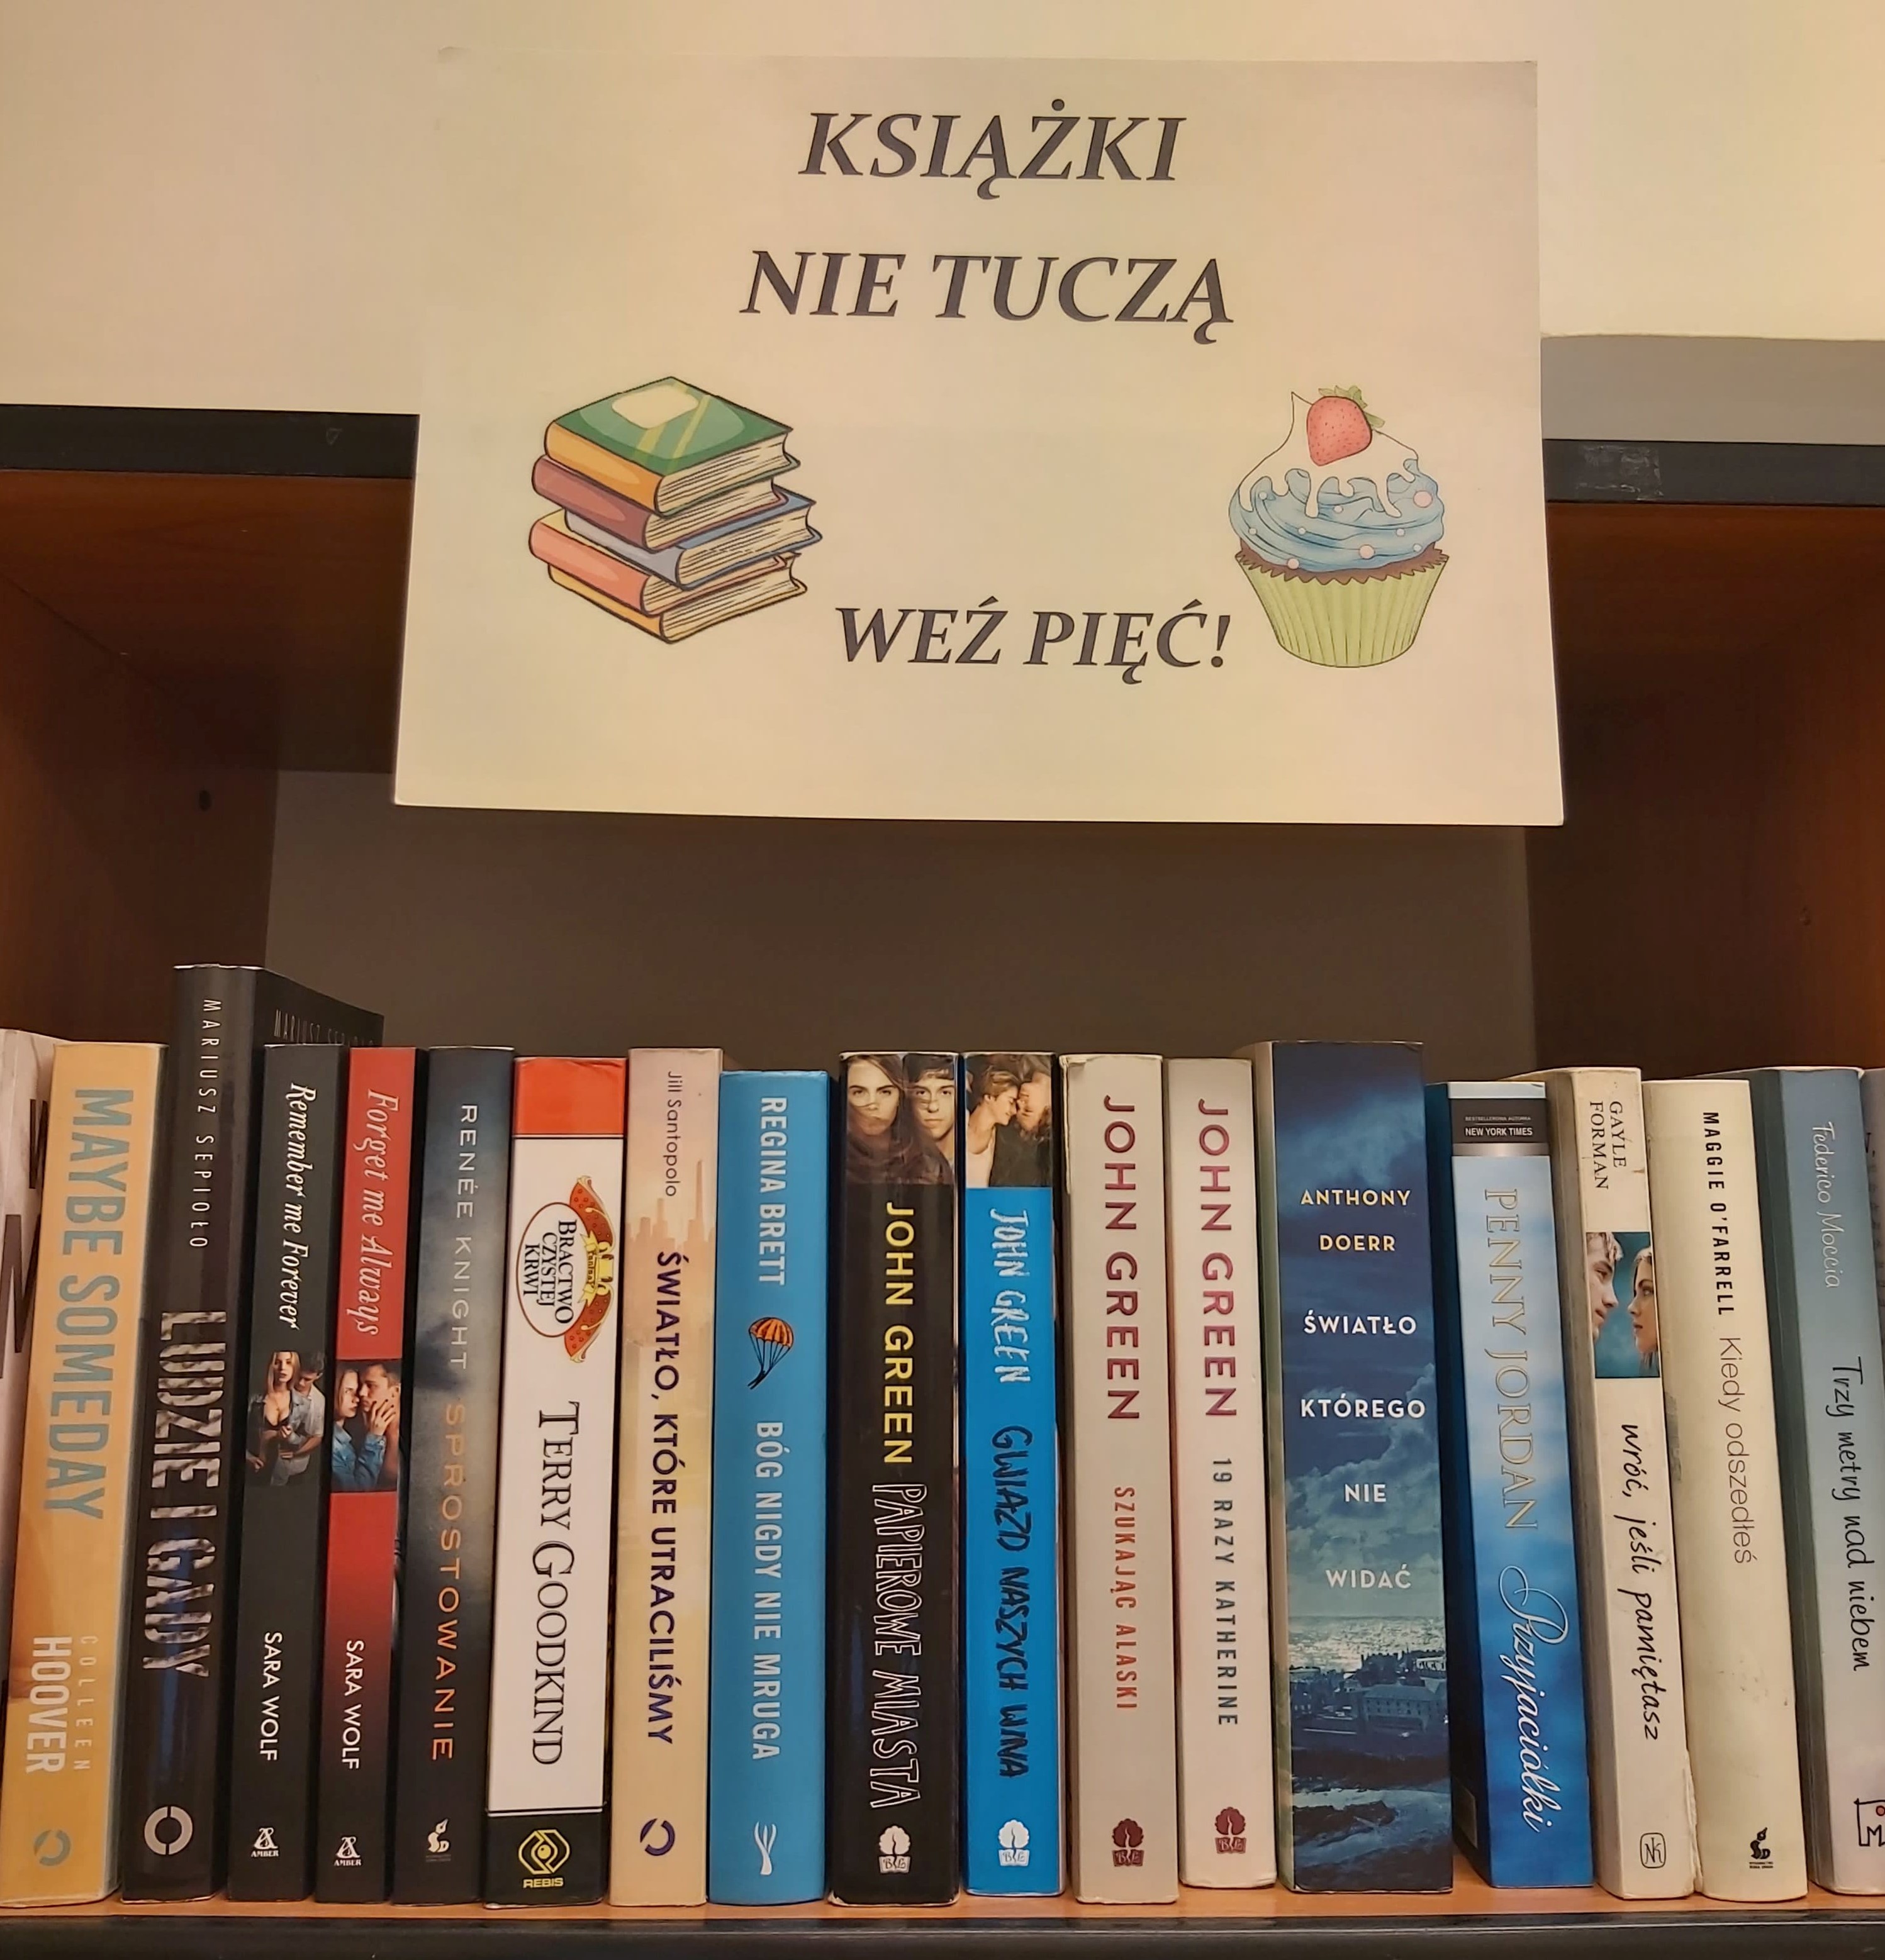 KSIĄŻKI
NIE TUCZĄ
WEŹ PIĘĆ!
MAYBE SOMEDAY
COLLEEN
HOOVER
MARIUSZ SEPIOŁO
LUDZIE I GADY
Remember me Forever
SARA WOLF
AMBER
Forget me Always
SARA WOLF
AMBER
RENÉE KNIGHT SPROSTOWANIE
BRACTWO
CZYSTEJ
KRWI
TERRY GOODKIND
REBIS
Jill Santopolo
ŚWIATŁO, KTÓRE UTRACILIŚMY
REGINA BRETT
BÓG NIGDY NIE MRUGA
JOHN GREEN PAPIEROWE MIASTA
JOHN GREEN GWIAZD NASZYCH WINA
JOHN GREEN SZUKAJĄC ALASKI
JOHN GREEN 19 RAZY KATHERINE
ANTHONY
DOERR
ŚWIATŁO
KTÓREGO
NIE
WIDAĆ
BESTSELLEROWA AUTORKA
NEW YORK TIMES
PENNY JORDAN Przyjaciółki
GAYLE
FORMAN
wróć, jeśli pamiętasz
MAGGIE O'FARRELL Kiedy odszedłeś
Federico Moccia
Trzy metry nad niebem